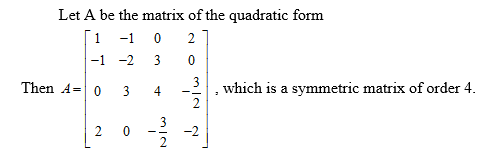 Let A be the matrix of the quadratic form
Then A = [ 1 -1 0 2
-1 -2 3 0
0 3 4 -3/2
2 0 -3/2 -2 ] , which is a symmetric matrix of order 4.